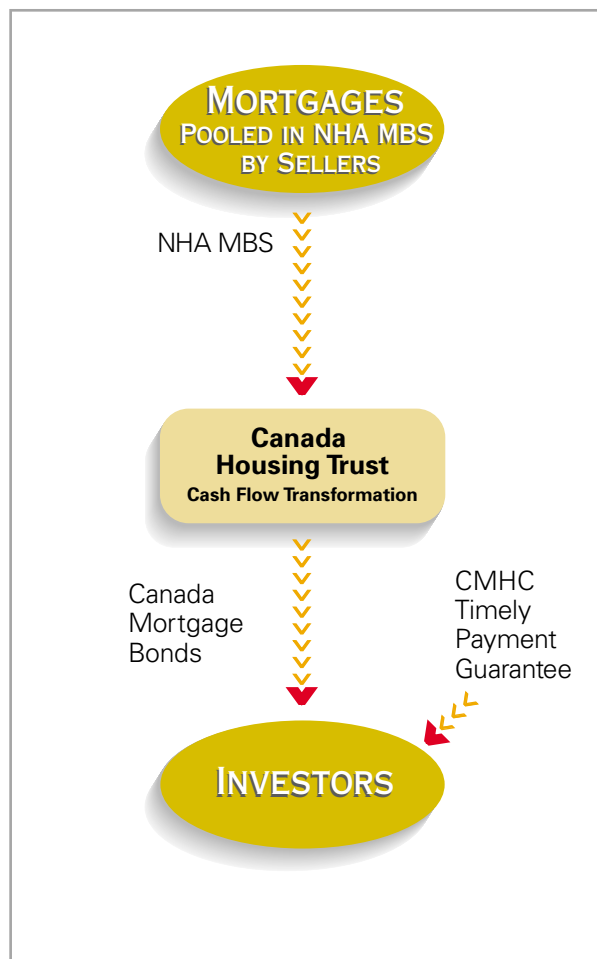 MORTGAGES
POOLED IN NHA MBS
BY SELLERS
NHA MBS
Canada
Housing Trust
Cash Flow Transformation
Canada
Mortgage
Bonds
CMHC
Timely
Payment
Guarantee
INVESTORS